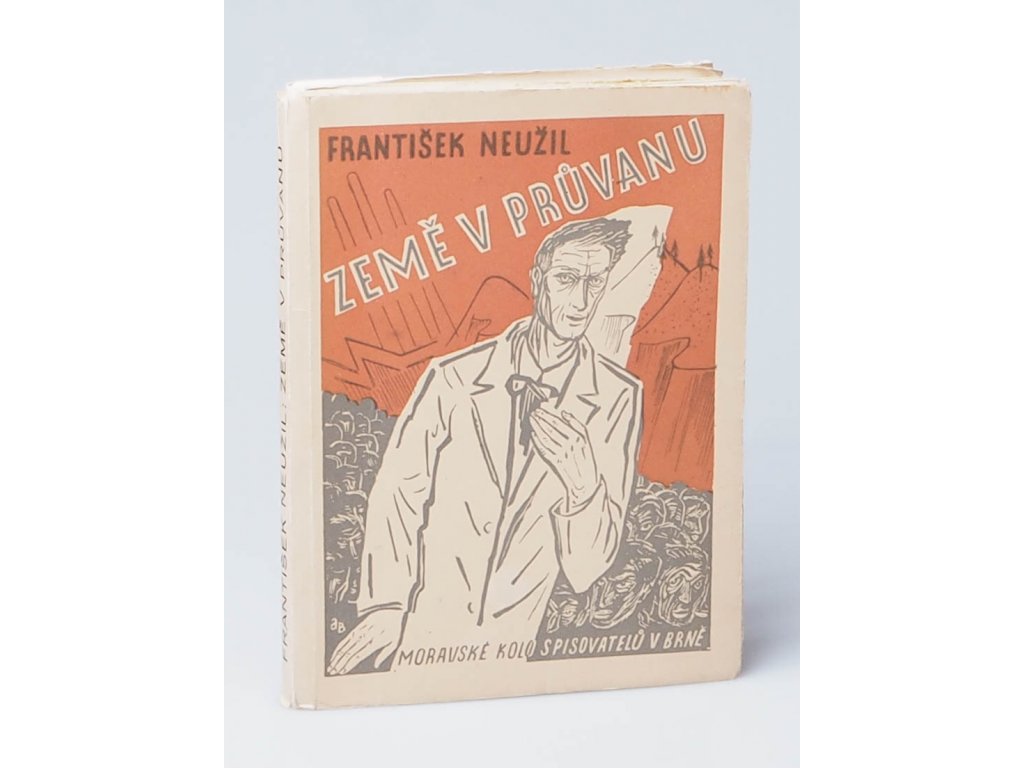 FRANTIŠEK NEUŽIL
ZEMĚ V PRŮVANU
MORAVSKÉ KOLO SPISOVATELŮ V BRNĚ
FRANTIŠEK NEUŽIL: ZEMĚ V PRŮVANU